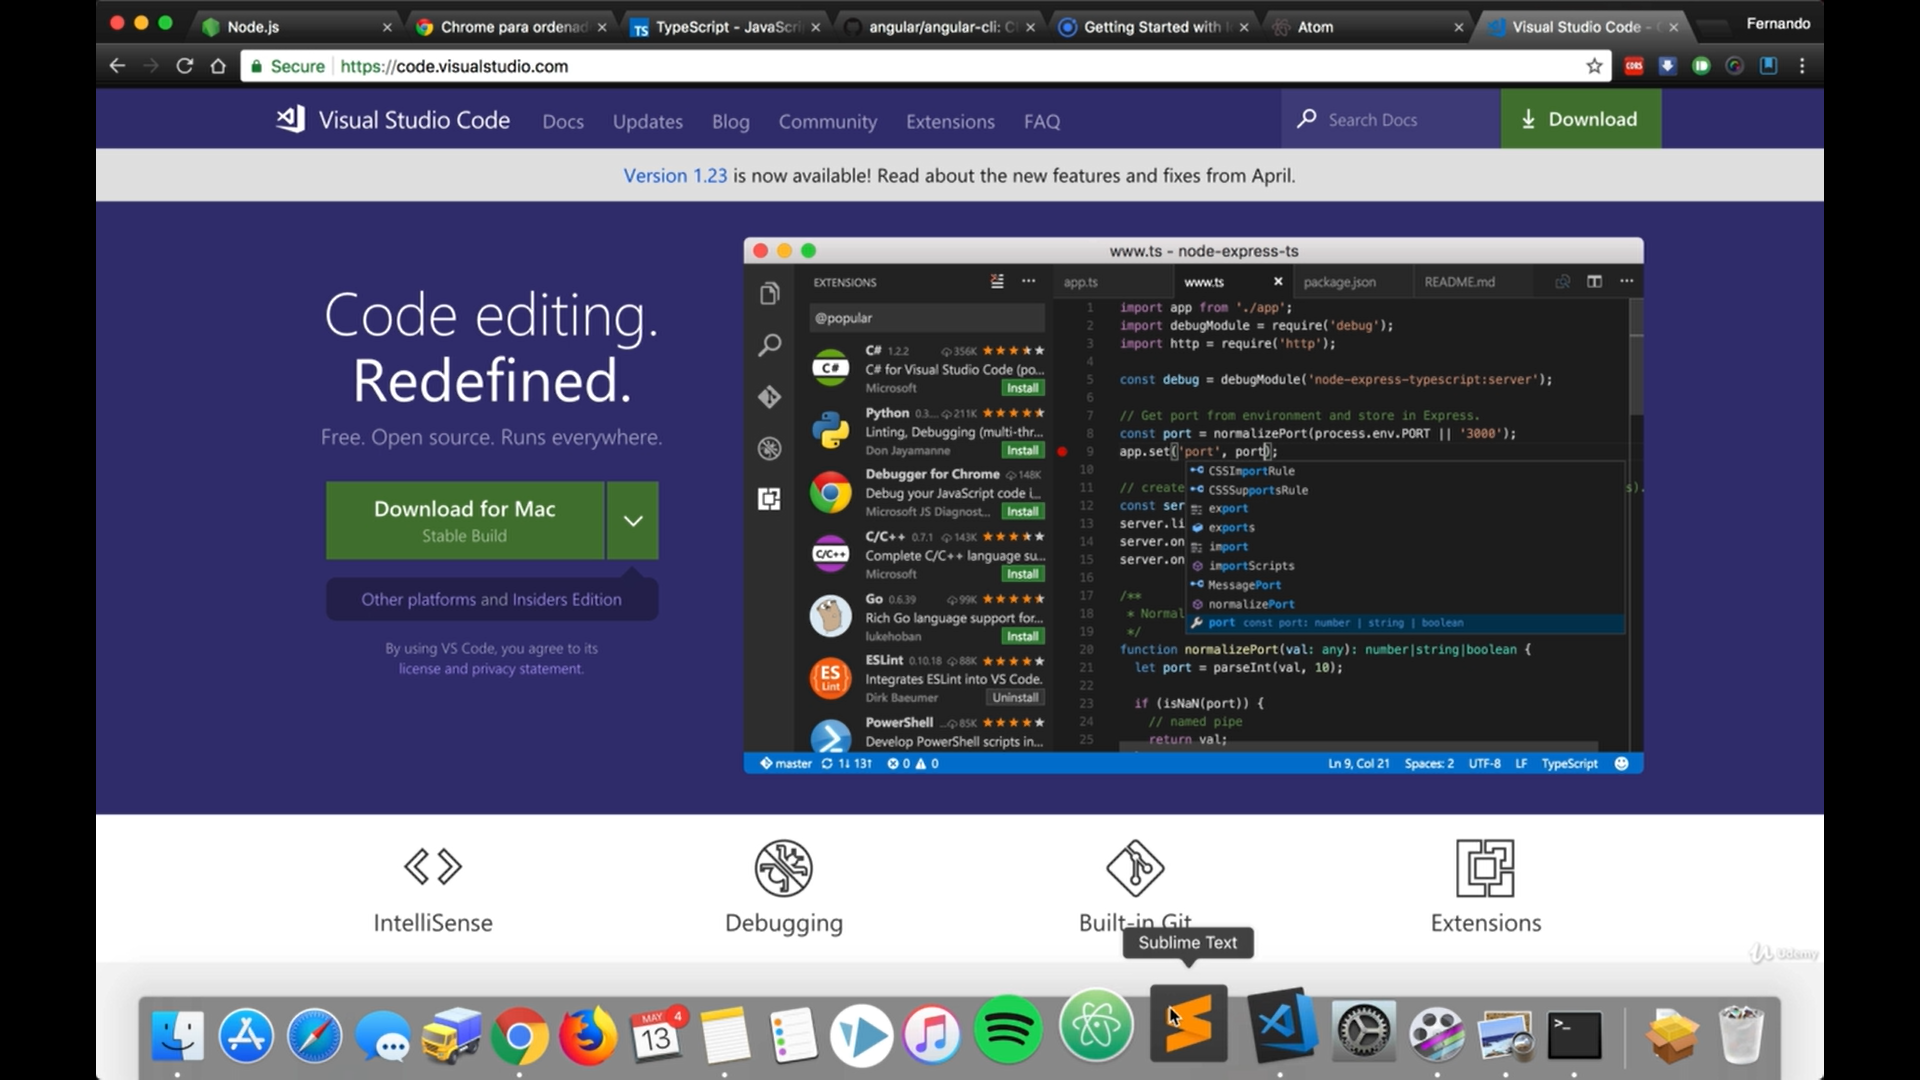 Node.js
Chrome para ordenad
TypeScript - JavaScri
angular/angular-cli: C
Getting Started with I
Atom
Visual Studio Code -
Fernando
Secure
https://code.visualstudio.com
Visual Studio Code
Docs
Updates
Blog
Community
Extensions
FAQ
Search Docs
Download
Version 1.23 is now available! Read about the new features and fixes from April.
Code editing.
Redefined.
Free. Open source. Runs everywhere.
Download for Mac
Stable Build
Other platforms and Insiders Edition
By using VS Code, you agree to its
license and privacy statement.
www.ts - node-express-ts
EXTENSIONS
@popular
C# 1.2.2 356K
C# for Visual Studio Code (po...
Microsoft Install
Python 0.3... 211K
Linting, Debugging (multi-thr...
Don Jayamanne Install
Debugger for Chrome 148K
Debug your JavaScript code i...
Microsoft JS Diagnost... Install
C/C++ 0.7.1 143K
Complete C/C++ language su...
Microsoft Install
Go 0.6.39 99K
Rich Go language support for...
lukehoban Install
ESLint 0.10.18 88K
Integrates ESLint into VS Code.
Dirk Baeumer Uninstall
PowerShell ... 85K
Develop PowerShell scripts in...
app.ts
www.ts
package.json
README.md
1 import app from './app';
2 import debugModule = require('debug');
3 import http = require('http');
4
5 const debug = debugModule('node-express-typescript:server');
6
7 // Get port from environment and store in Express.
8 const port = normalizePort(process.env.PORT || '3000');
9 app.set('port', port);
10
11 // create s).
12 const ser
13 server.li
14 server.on
15 server.on
16
17 /**
18 * Normal
19 */
20 function normalizePort(val: any): number|string|boolean {
21 let port = parseInt(val, 10);
22
23 if (isNaN(port)) {
24 // named pipe
25 return val;
CSSImportRule
CSSSupportsRule
export
exports
import
importScripts
MessagePort
normalizePort
port const port: number | string | boolean
master 1↓ 13↑ 0 0
Ln 9, Col 21
Spaces: 2
UTF-8
LF
TypeScript
IntelliSense
Debugging
Built-in Git
Extensions
Sublime Text
Udemy
MAY
13
4